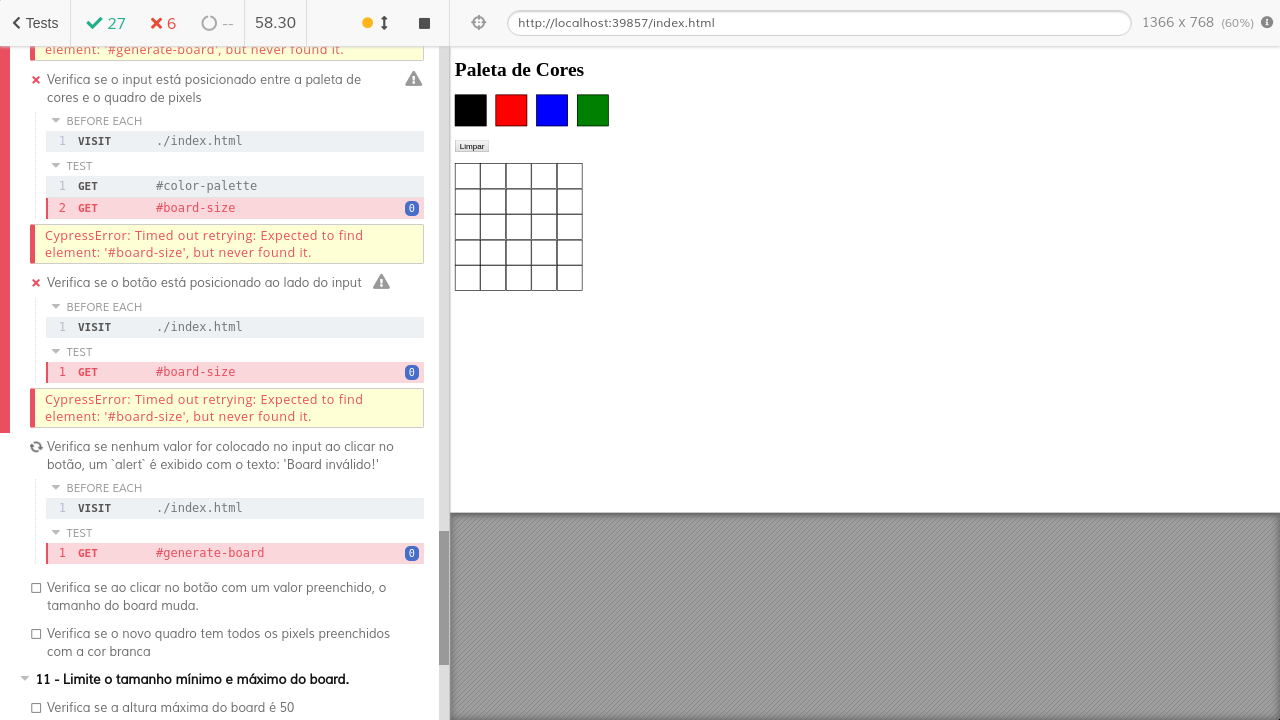 Tests
27
6
--
58.30
http://localhost:39857/index.html
1366 x 768 (60%)
element: '#generate-board', but never found it.
Verifica se o input está posicionado entre a paleta de
cores e o quadro de pixels
BEFORE EACH
1 VISIT ./index.html
TEST
1 GET #color-palette
2 GET #board-size 0
CypressError: Timed out retrying: Expected to find
element: '#board-size', but never found it.
Verifica se o botão está posicionado ao lado do input
BEFORE EACH
1 VISIT ./index.html
TEST
1 GET #board-size 0
CypressError: Timed out retrying: Expected to find
element: '#board-size', but never found it.
Verifica se nenhum valor for colocado no input ao clicar no
botão, um `alert` é exibido com o texto: 'Board inválido!'
BEFORE EACH
1 VISIT ./index.html
TEST
1 GET #generate-board 0
Verifica se ao clicar no botão com um valor preenchido, o
tamanho do board muda.
Verifica se o novo quadro tem todos os pixels preenchidos
com a cor branca
11 - Limite o tamanho mínimo e máximo do board.
Verifica se a altura máxima do board é 50
Paleta de Cores
Limpar